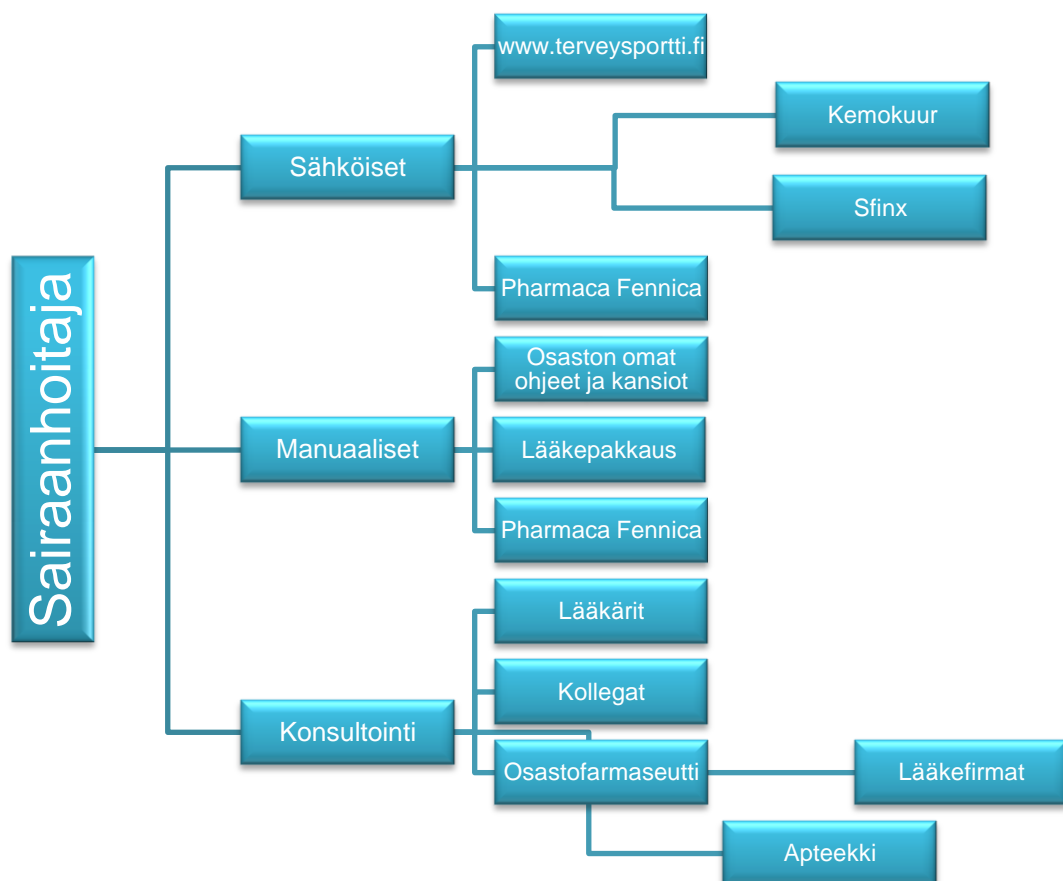 Sairaanhoitaja
Sähköiset
www.terveysportti.fi
Kemokuur
Sfinx
Pharmaca Fennica
Manuaaliset
Osaston omat
ohjeet ja kansiot
Lääkepakkaus
Pharmaca Fennica
Konsultointi
Lääkärit
Kollegat
Osastofarmaseutti
Lääkefirmat
Apteekki